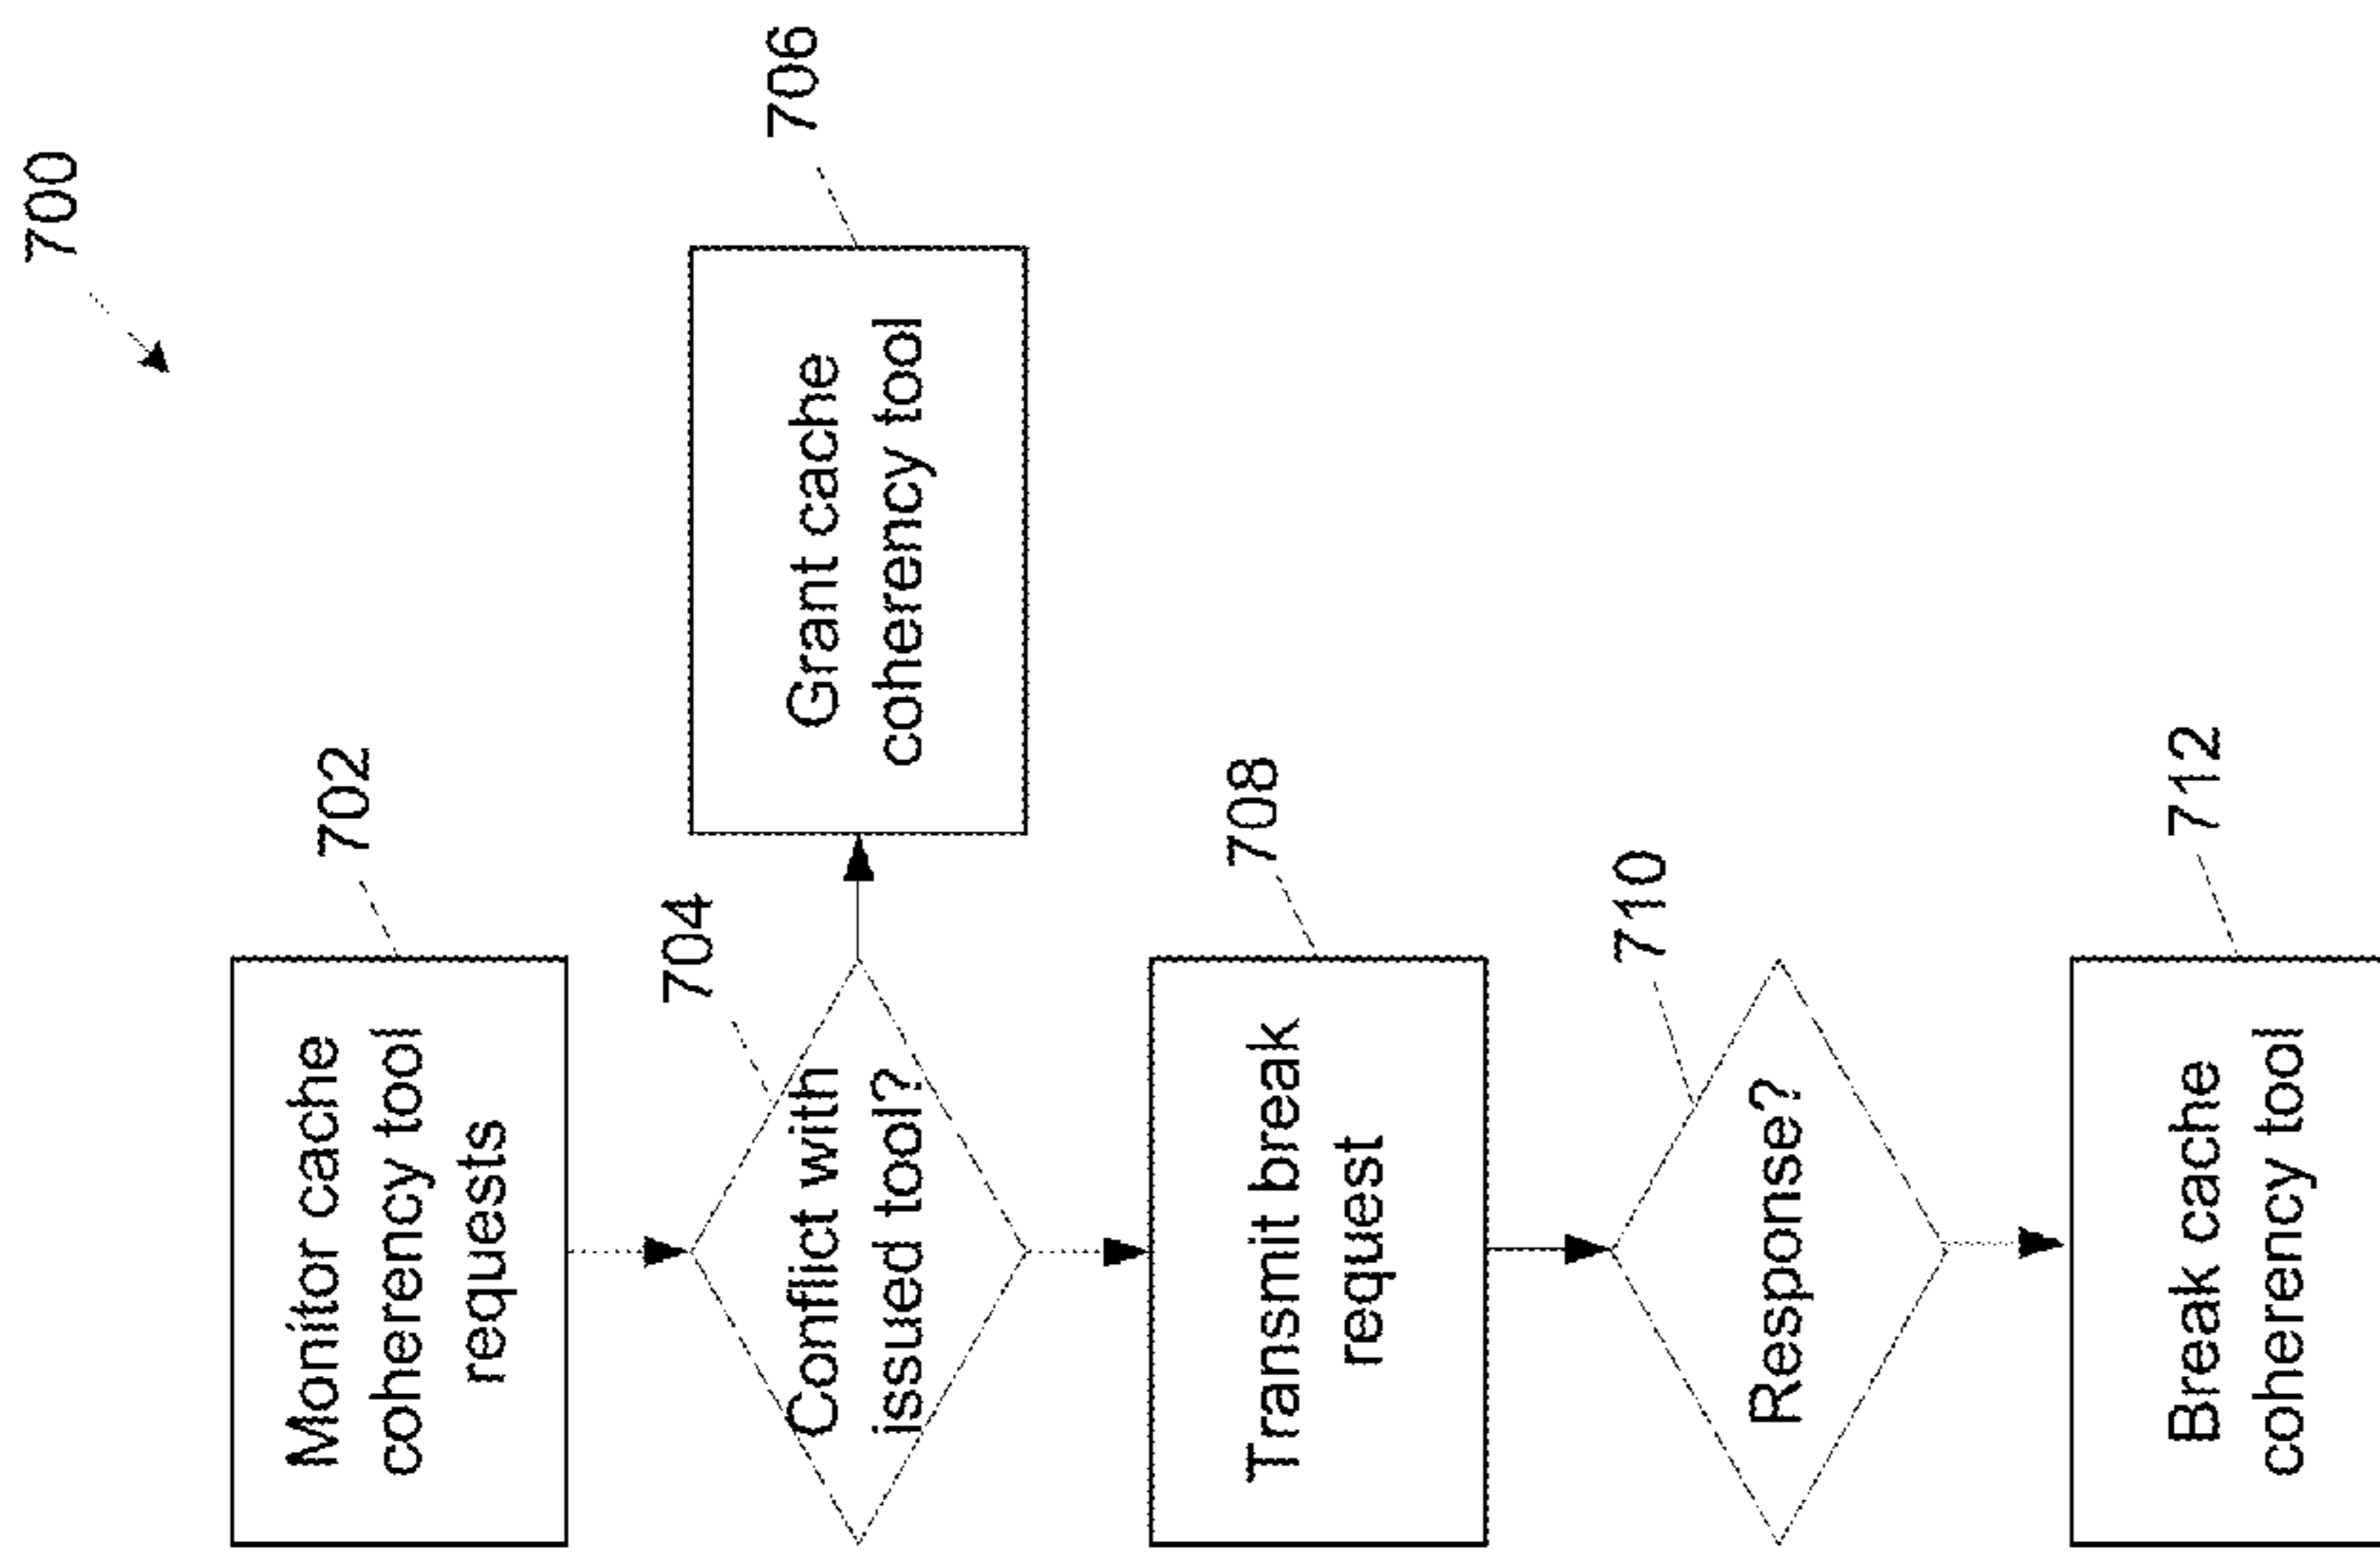 700
Monitor cache
coherency tool
requests
702
Conflict with
issued tool?
704
Grant cache
coherency tool
706
Transmit break
request
708
Response?
710
Break cache
coherency tool
712